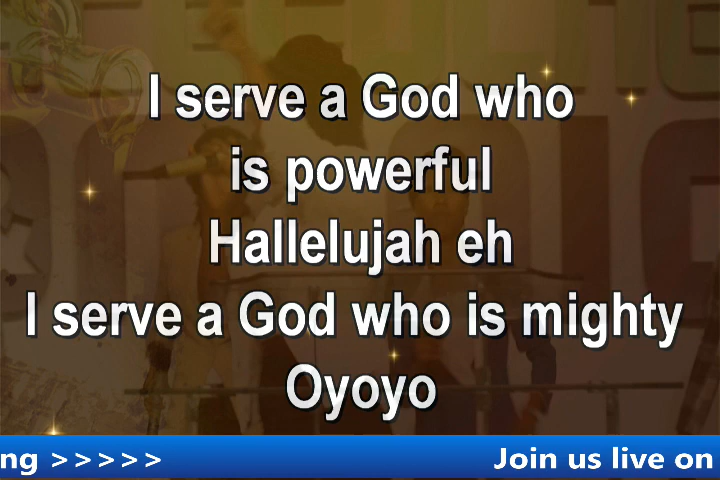 I serve a God who
is powerful
Hallelujah eh
I serve a God who is mighty
Oyoyo
ng >>>>> Join us live on